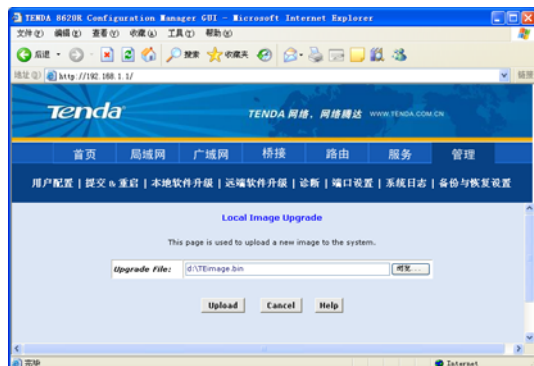 TENDA 8620R Configuration Manager GUI - Microsoft Internet Explorer
文件(F) 编辑(E) 查看(V) 收藏(A) 工具(T) 帮助(H)
后退 搜索 收藏夹
地址(D) http://192.168.1.1/ 转到
Tenda TENDA 网络，网络腾达 WWW.TENDA.COM.CN
首页 局域网 广域网 桥接 路由 服务 管理
用户配置 | 提交 & 重启 | 本地软件升级 | 远端软件升级 | 诊断 | 端口设置 | 系统日志 | 备份与恢复设置
Local Image Upgrade
This page is used to upload a new image to the system.
Upgrade File: d:\TEimage.bin 浏览...
Upload Cancel Help
完毕 Internet